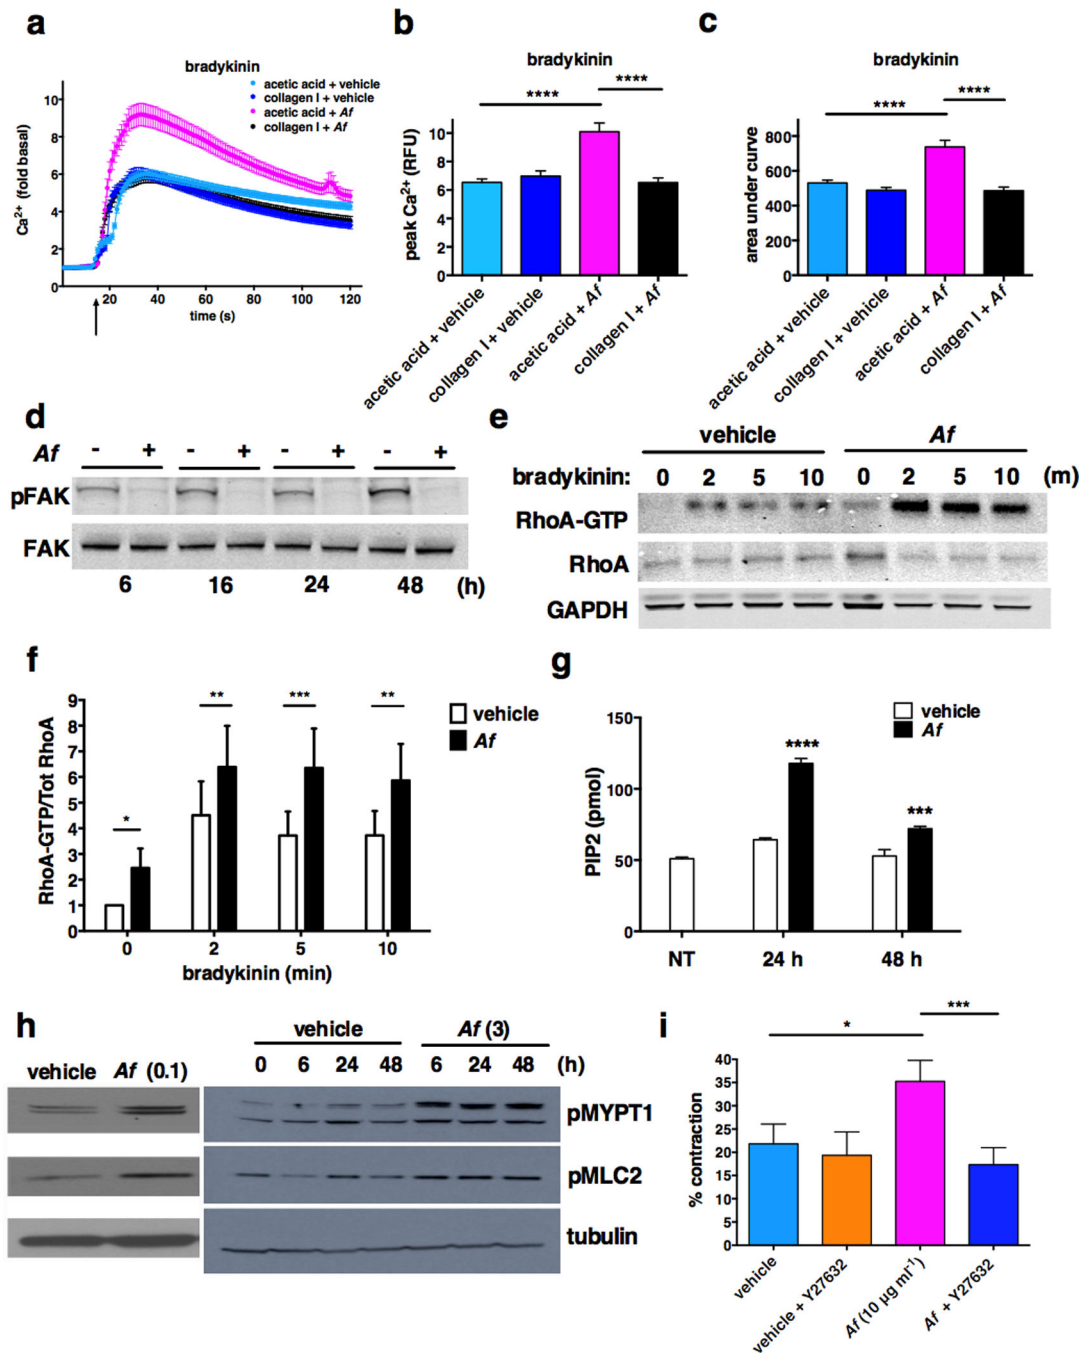 a
bradykinin
acetic acid + vehicle
collagen I + vehicle
acetic acid + Af
collagen I + Af
Ca²⁺ (fold basal)
10
8
6
4
2
0
20 40 60 80 100 120
time (s)
b
bradykinin
****
****
peak Ca²⁺ (RFU)
10
8
6
4
2
0
acetic acid + vehicle
collagen I + vehicle
acetic acid + Af
collagen I + Af
c
bradykinin
****
****
area under curve
800
600
400
200
0
acetic acid + vehicle
collagen I + vehicle
acetic acid + Af
collagen I + Af
d
Af - + - + - + - +
pFAK
FAK
6 16 24 48 (h)
e
vehicle Af
bradykinin: 0 2 5 10 0 2 5 10 (m)
RhoA-GTP
RhoA
GAPDH
f
RhoA-GTP/Tot RhoA
9
8
7
6
5
4
3
2
1
0
* ** *** **
vehicle
Af
0 2 5 10
bradykinin (min)
g
PIP2 (pmol)
150
100
50
0
vehicle
Af
****
***
NT 24 h 48 h
h
vehicle Af (0.1)
vehicle Af (3)
0 6 24 48 6 24 48 (h)
pMYPT1
pMLC2
tubulin
i
***
*
% contraction
40
35
30
25
20
15
10
5
0
vehicle
vehicle + Y27632
Af (10 µg ml⁻¹)
Af + Y27632